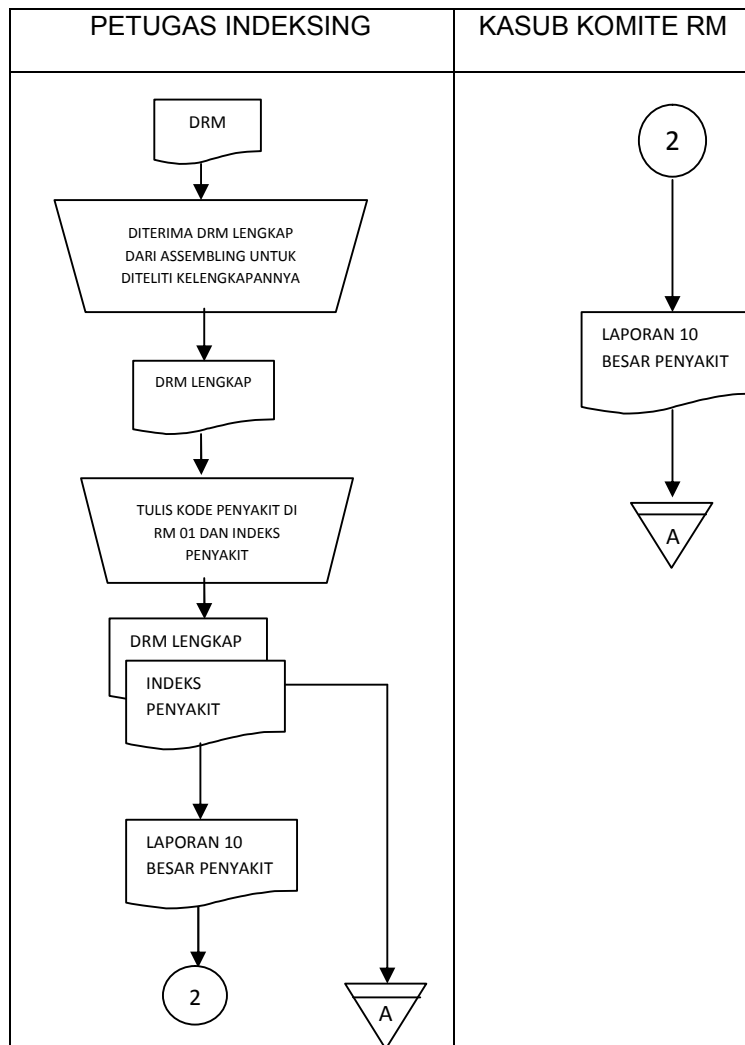 PETUGAS INDEKSING
KASUB KOMITE RM
DRM
DITERIMA DRM LENGKAP
DARI ASSEMBLING UNTUK
DITELITI KELENGKAPANNYA
DRM LENGKAP
TULIS KODE PENYAKIT DI
RM 01 DAN INDEKS
PENYAKIT
DRM LENGKAP
INDEKS
PENYAKIT
LAPORAN 10
BESAR PENYAKIT
2
A
2
LAPORAN 10
BESAR PENYAKIT
A